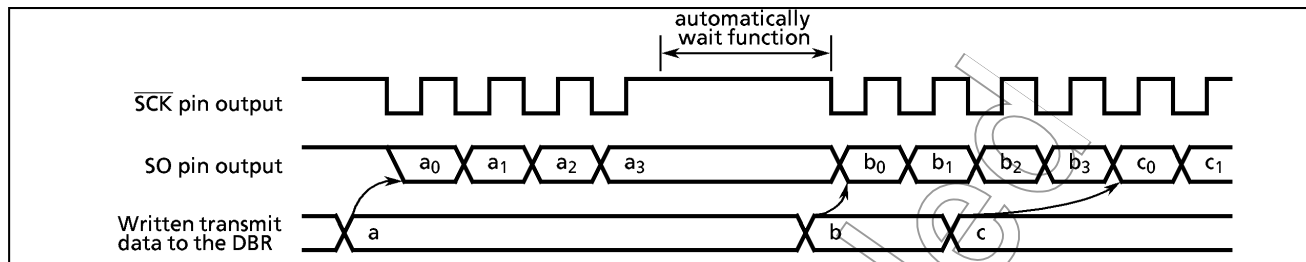 automatically
wait function
SCK pin output
SO pin output
a0 a1 a2 a3 b0 b1 b2 b3 c0 c1
Written transmit
data to the DBR
a b c